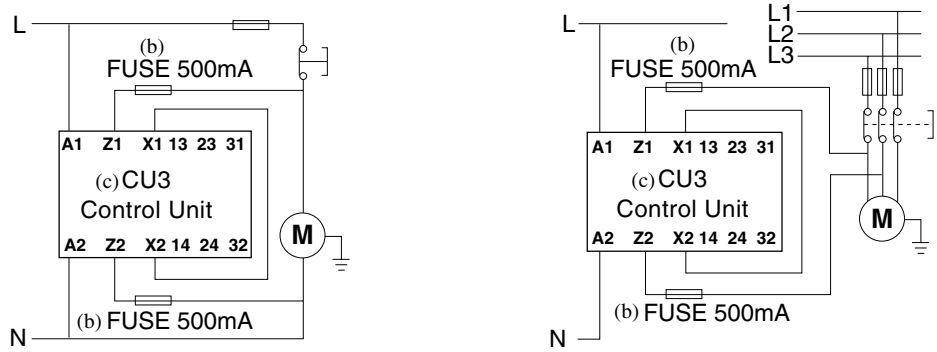 L
(b)
FUSE 500mA
A1 Z1 X1 13 23 31
(c) CU3
Control Unit
A2 Z2 X2 14 24 32
M
(b) FUSE 500mA
N
L
L1
L2
L3
(b)
FUSE 500mA
A1 Z1 X1 13 23 31
(c) CU3
Control Unit
A2 Z2 X2 14 24 32
M
(b) FUSE 500mA
N